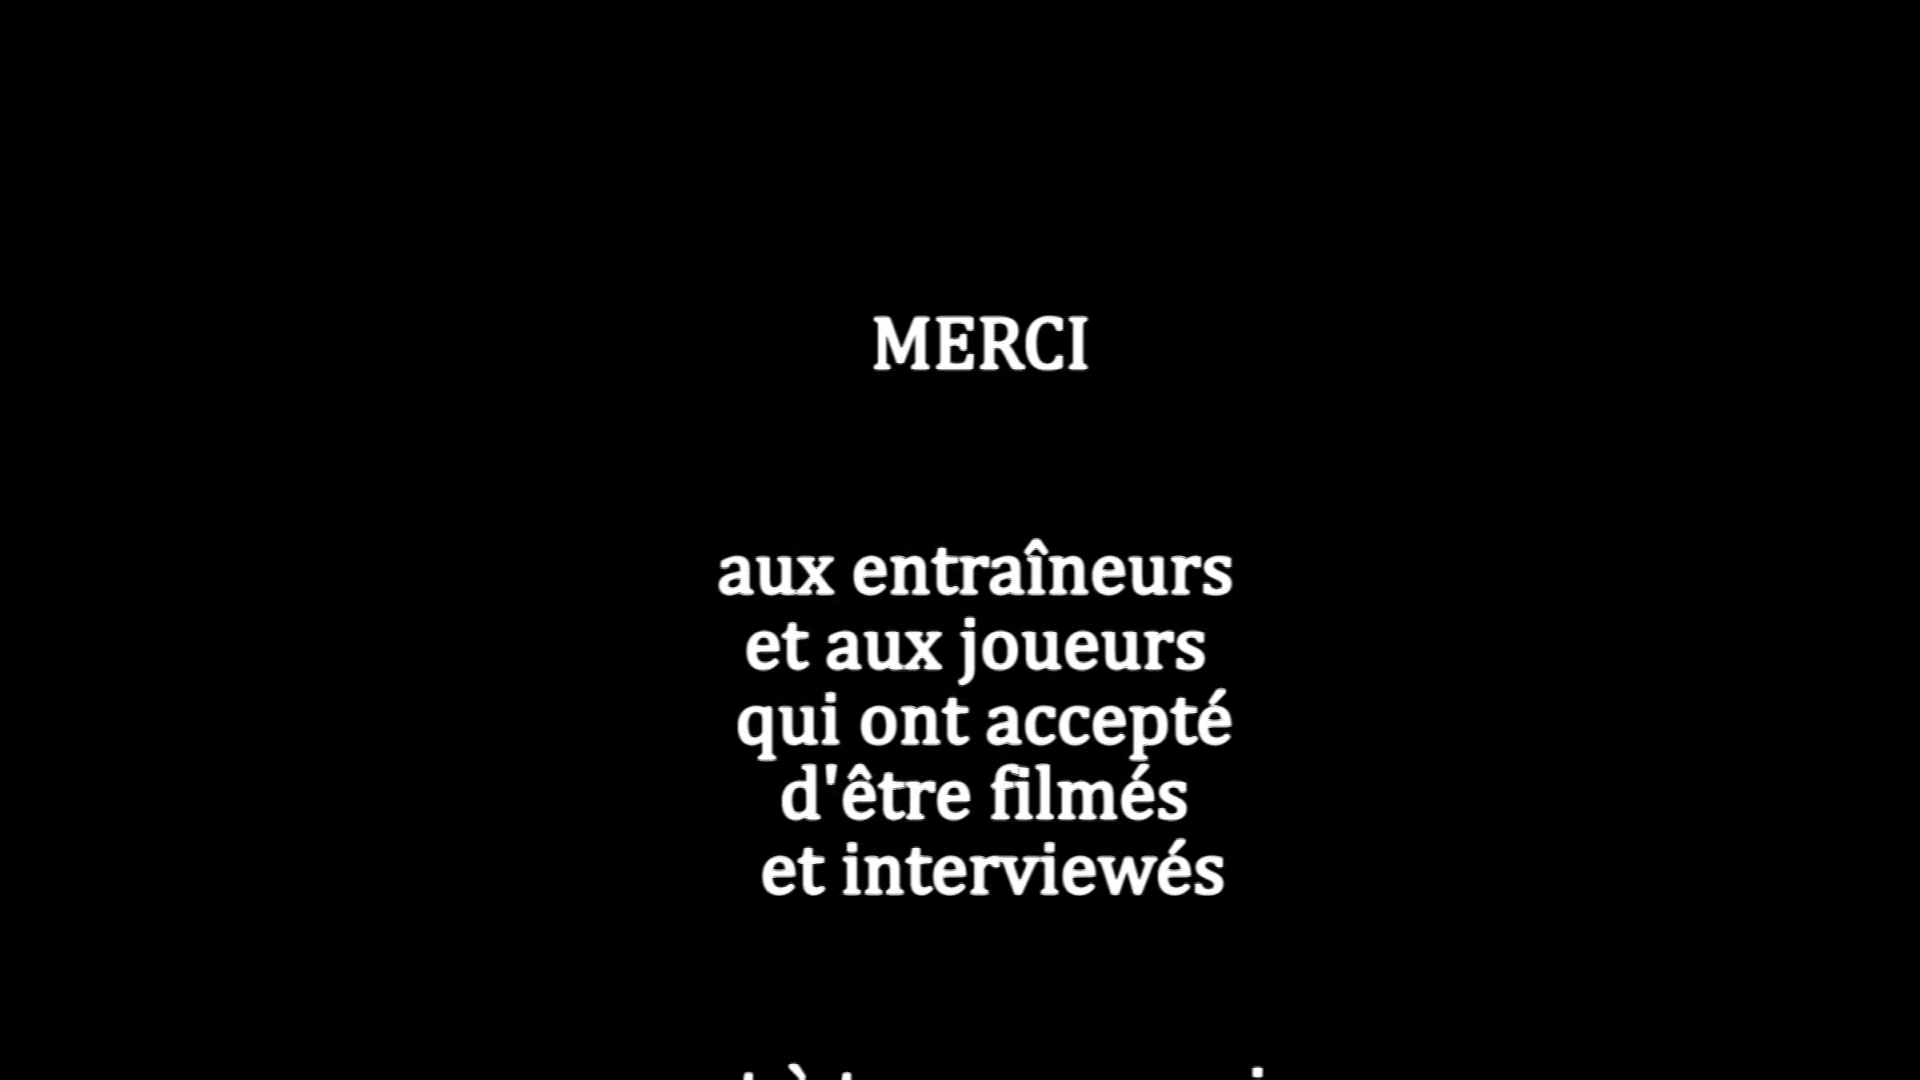 MERCI
aux entraîneurs
et aux joueurs
qui ont accepté
d'être filmés
et interviewés